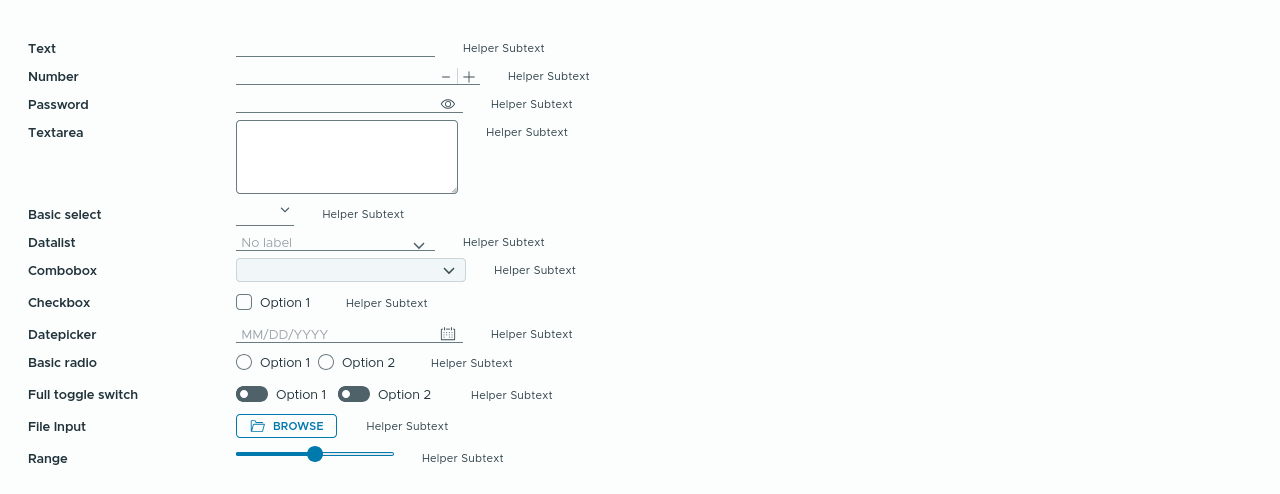 Text Helper Subtext
Number Helper Subtext
Password Helper Subtext
Textarea Helper Subtext
Basic select Helper Subtext
Datalist No label Helper Subtext
Combobox Helper Subtext
Checkbox Option 1 Helper Subtext
Datepicker MM/DD/YYYY Helper Subtext
Basic radio Option 1 Option 2 Helper Subtext
Full toggle switch Option 1 Option 2 Helper Subtext
File Input BROWSE Helper Subtext
Range Helper Subtext